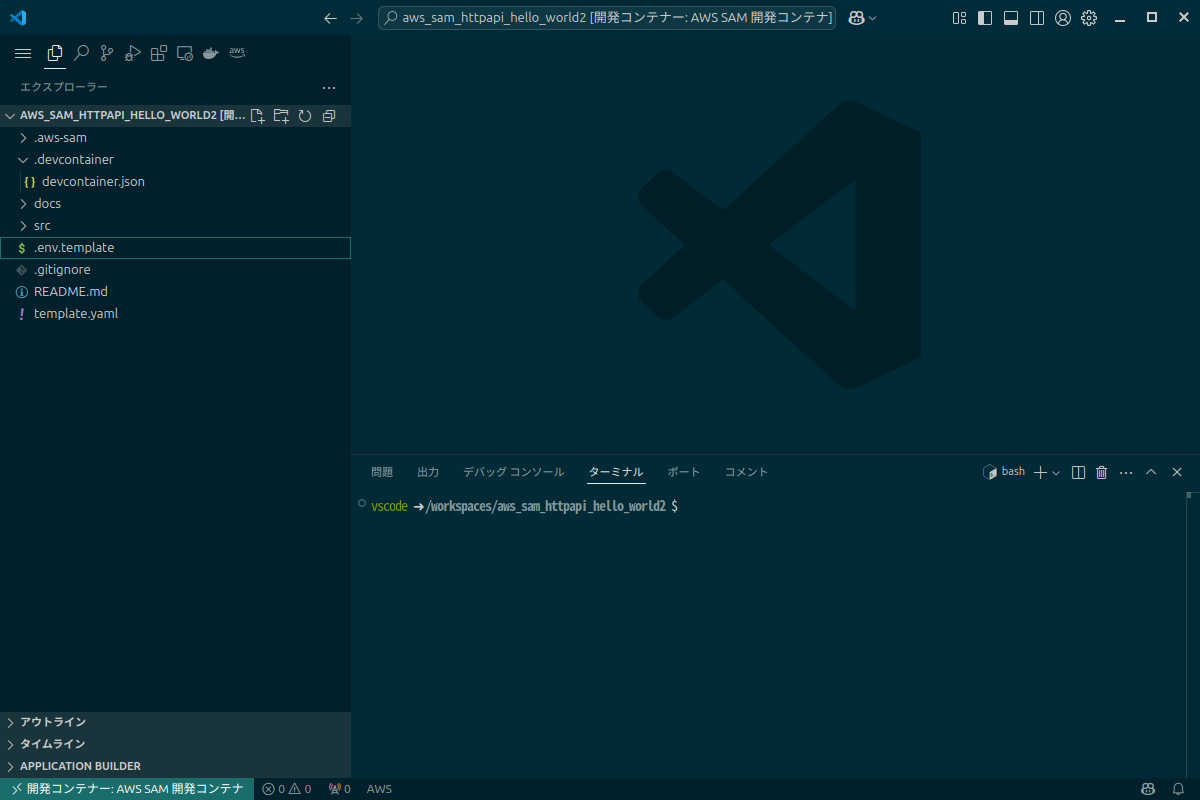 aws_sam_httpapi_hello_world2 [開発コンテナー: AWS SAM 開発コンテナ]
aws
エクスプローラー
AWS_SAM_HTTPAPI_HELLO_WORLD2 [開...
.aws-sam
.devcontainer
{} devcontainer.json
docs
src
$ .env.template
.gitignore
README.md
! template.yaml
アウトライン
タイムライン
APPLICATION BUILDER
問題 出力 デバッグ コンソール ターミナル ポート コメント
bash
vscode ➜ /workspaces/aws_sam_httpapi_hello_world2 $
開発コンテナー: AWS SAM 開発コンテナ 0 0 0 AWS